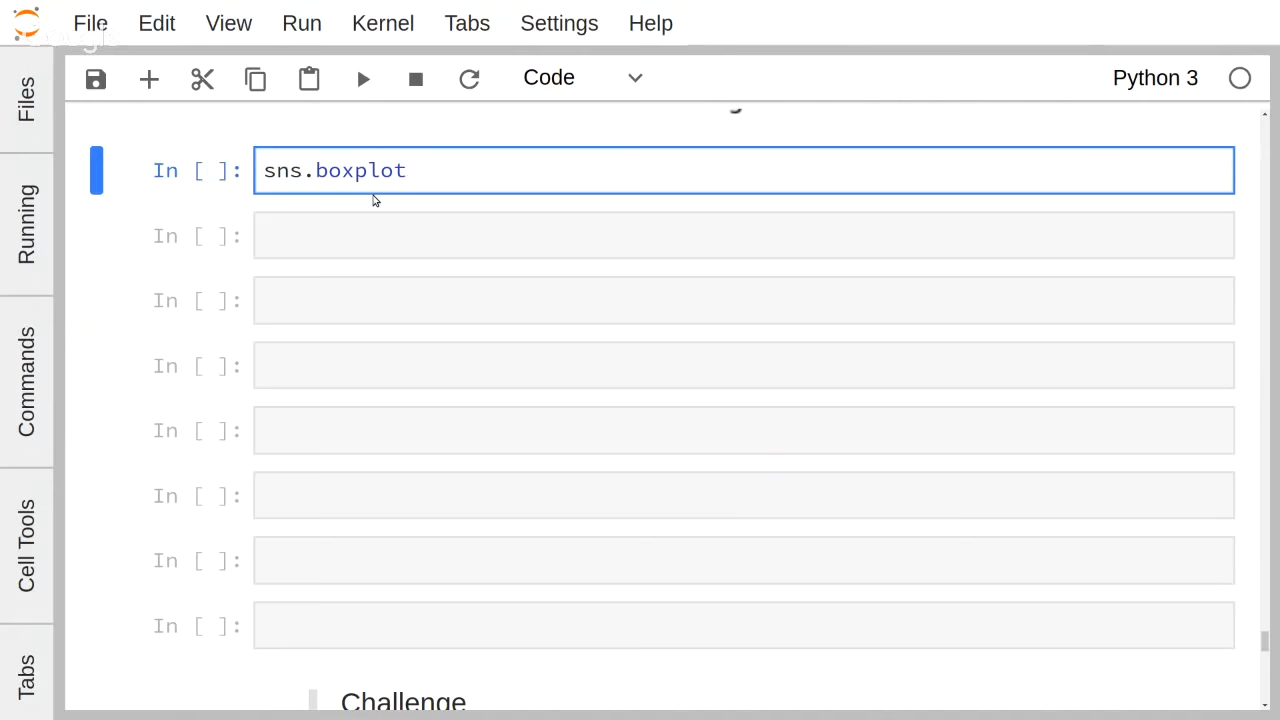 File Edit View Run Kernel Tabs Settings Help
Code Python 3
Files
Running
Commands
Cell Tools
Tabs
In [ ]: sns.boxplot
In [ ]:
In [ ]:
In [ ]:
In [ ]:
In [ ]:
In [ ]:
In [ ]:
Challenge